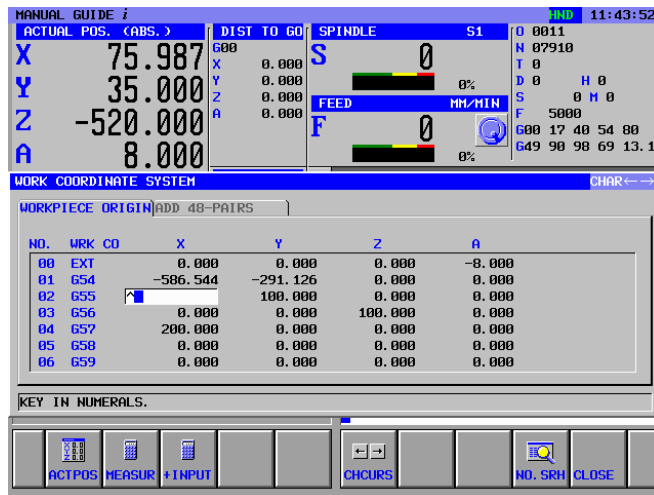 MANUAL GUIDE i HND 11:43:52
ACTUAL POS. (ABS.) DIST TO GO SPINDLE S1 O 0011
X 75.987 G00 S 0 N 07910
X 0.000 T 0
Y 35.000 Y 0.000 0% D 0 H 0
Z 0.000 FEED MM/MIN S 0 M 0
Z -520.000 A 0.000 F 0 F 5000
G00 17 40 54 80
A 8.000 0% G49 90 98 69 13.1
WORK COORDINATE SYSTEM CHAR←→
WORKPIECE ORIGIN ADD 48-PAIRS
NO. WRK CO X Y Z A
00 EXT 0.000 0.000 0.000 -8.000
01 G54 -586.544 -291.126 0.000 0.000
02 G55 ^ 100.000 0.000 0.000
03 G56 0.000 0.000 100.000 0.000
04 G57 200.000 0.000 0.000 0.000
05 G58 0.000 0.000 0.000 0.000
06 G59 0.000 0.000 0.000 0.000
KEY IN NUMERALS.
ACTPOS MEASUR +INPUT CHCURS NO.SRH CLOSE